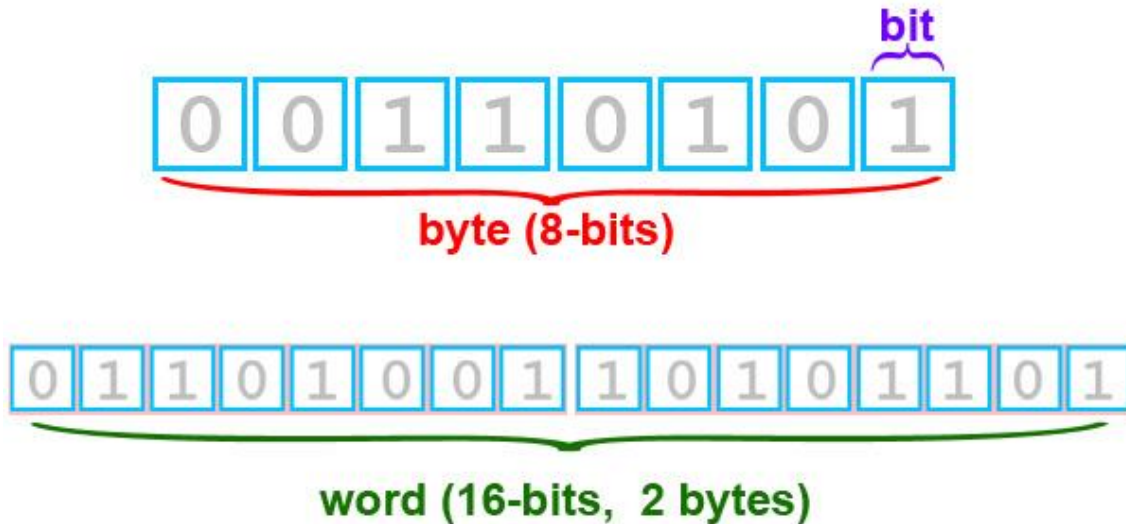 bit
0 0 1 1 0 1 0 1
byte (8-bits)
0 1 1 0 1 0 0 1 1 0 1 0 1 1 0 1
word (16-bits, 2 bytes)